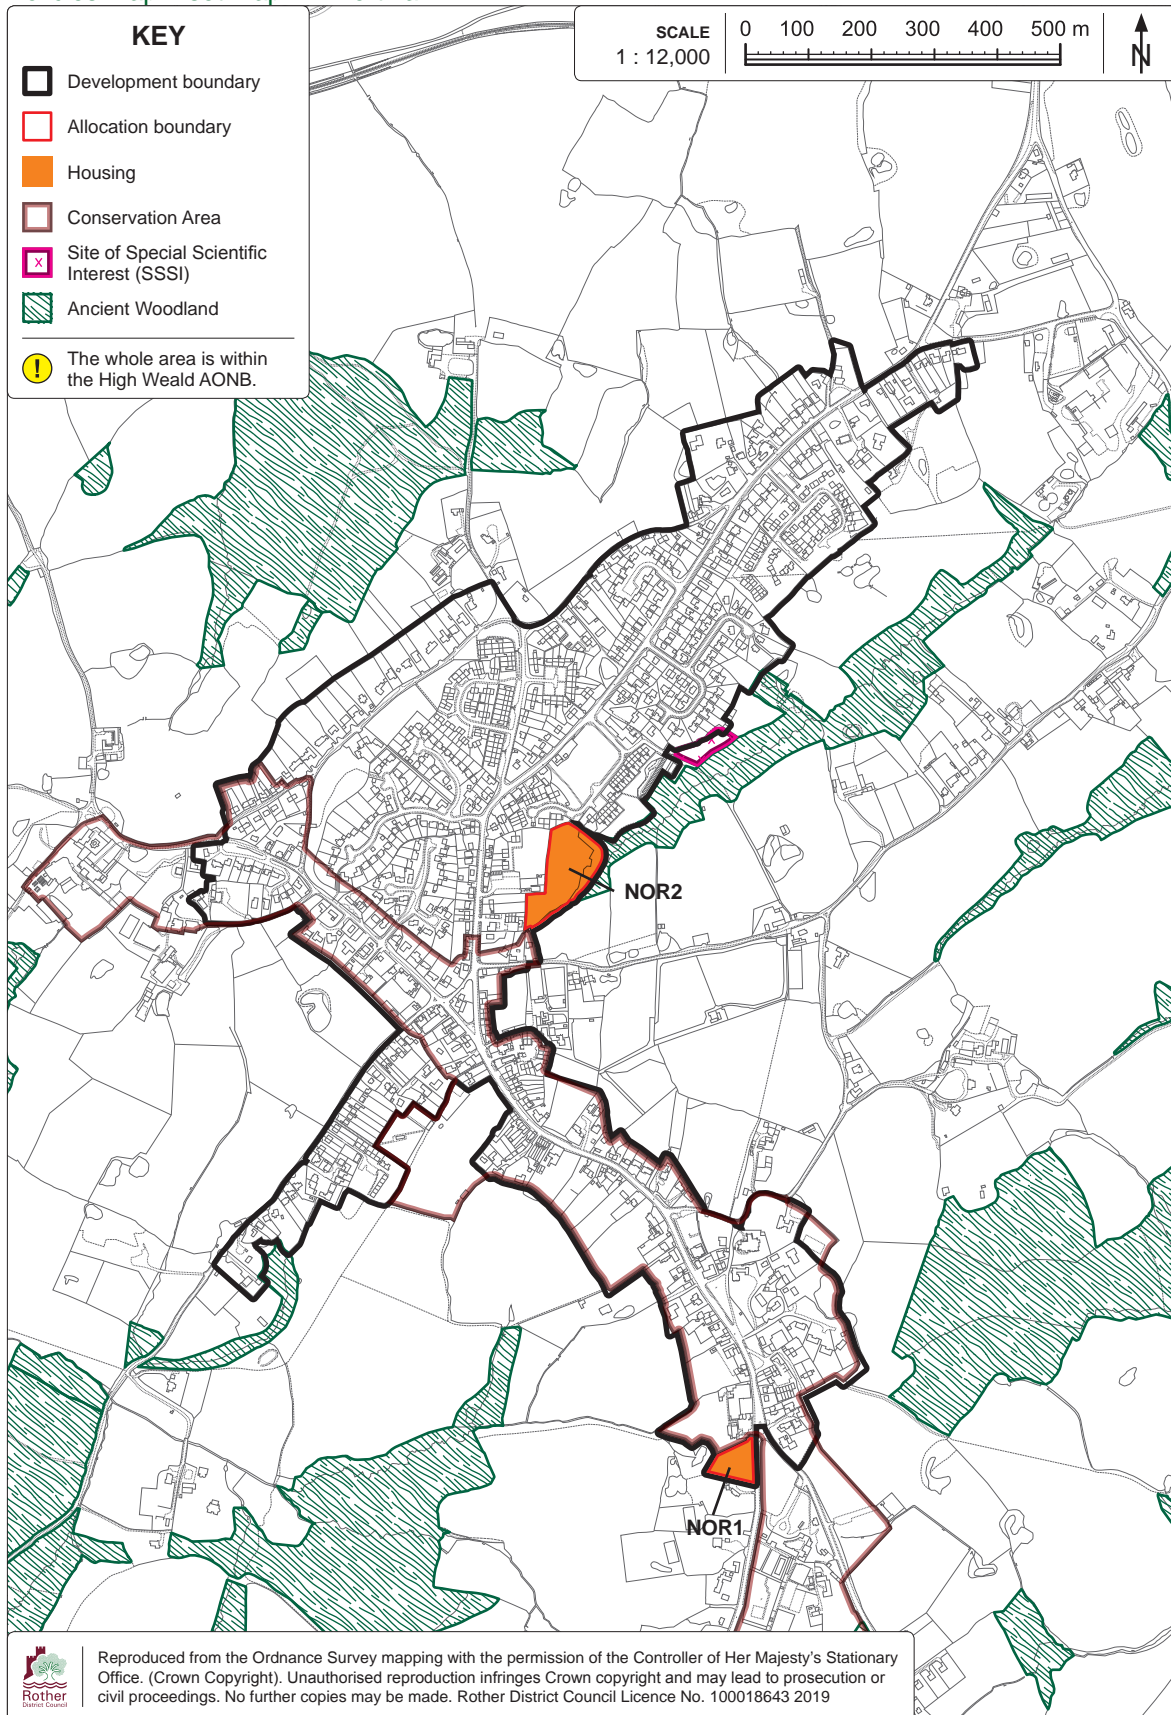 KEY
Development boundary
Allocation boundary
Housing
Conservation Area
X
Site of Special Scientific
Interest (SSSI)
Ancient Woodland
!
The whole area is within
the High Weald AONB.
SCALE
1 : 12,000
0 100 200 300 400 500 m
N
NOR2
NOR1
Rother
District Council
Reproduced from the Ordnance Survey mapping with the permission of the Controller of Her Majesty's Stationary
Office. (Crown Copyright). Unauthorised reproduction infringes Crown copyright and may lead to prosecution or
civil proceedings. No further copies may be made. Rother District Council Licence No. 100018643 2019